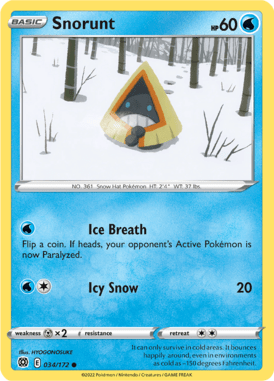 BASIC Snorunt HP 60
NO. 361 Snow Hat Pokémon HT: 2'4" WT: 37 lbs.
Ice Breath
Flip a coin. If heads, your opponent's Active Pokémon is
now Paralyzed.
Icy Snow 20
weakness ×2 resistance retreat
Illus. HYOGONOSUKE
E 034/172
It can only survive in cold areas. It bounces
happily around, even in environments
as cold as -150 degrees Fahrenheit.
©2022 Pokémon / Nintendo / Creatures / GAME FREAK